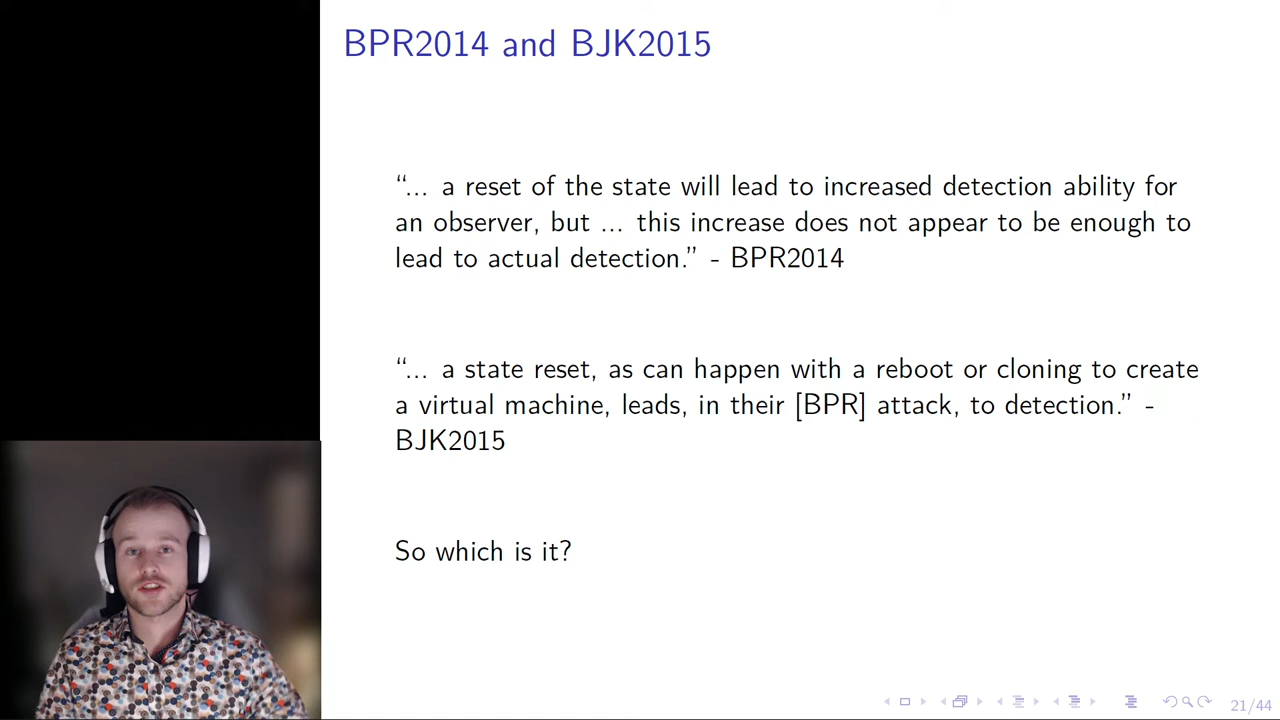 BPR2014 and BJK2015
“... a reset of the state will lead to increased detection ability for
an observer, but ... this increase does not appear to be enough to
lead to actual detection.” - BPR2014
“... a state reset, as can happen with a reboot or cloning to create
a virtual machine, leads, in their [BPR] attack, to detection.” -
BJK2015
So which is it?
21/44